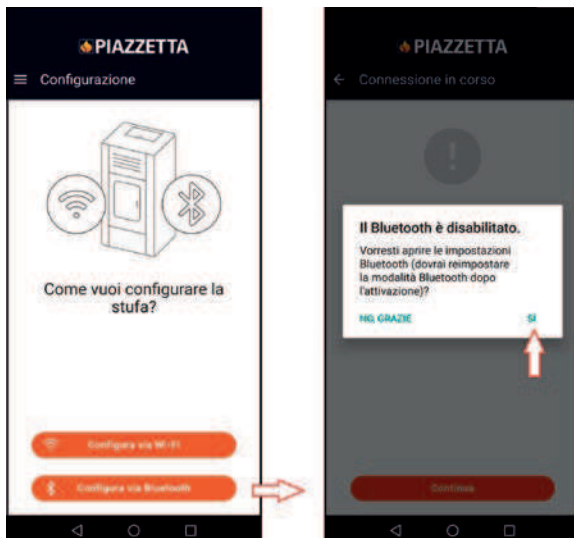 PIAZZETTA
Configurazione
Come vuoi configurare la
stufa?
Configura via Wi-Fi
Configura via Bluetooth
PIAZZETTA
Connessione in corso
Il Bluetooth è disabilitato.
Vorresti aprire le impostazioni
Bluetooth (dovrai reimpostare
la modalità Bluetooth dopo
l'attivazione)?
NO, GRAZIE
SÌ
Continua